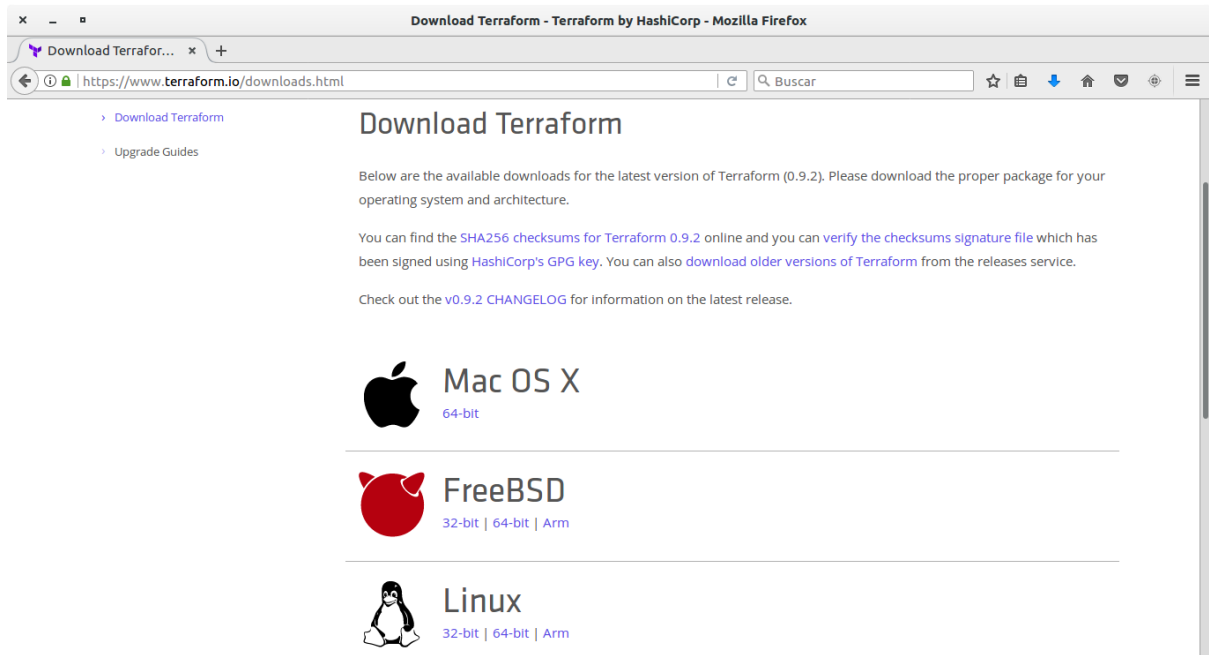 Download Terraform - Terraform by HashiCorp - Mozilla Firefox
Download Terrafor...
https://www.terraform.io/downloads.html
Buscar
Download Terraform
Upgrade Guides
Download Terraform
Below are the available downloads for the latest version of Terraform (0.9.2). Please download the proper package for your
operating system and architecture.
You can find the SHA256 checksums for Terraform 0.9.2 online and you can verify the checksums signature file which has
been signed using HashiCorp's GPG key. You can also download older versions of Terraform from the releases service.
Check out the v0.9.2 CHANGELOG for information on the latest release.
Mac OS X
64-bit
FreeBSD
32-bit | 64-bit | Arm
Linux
32-bit | 64-bit | Arm